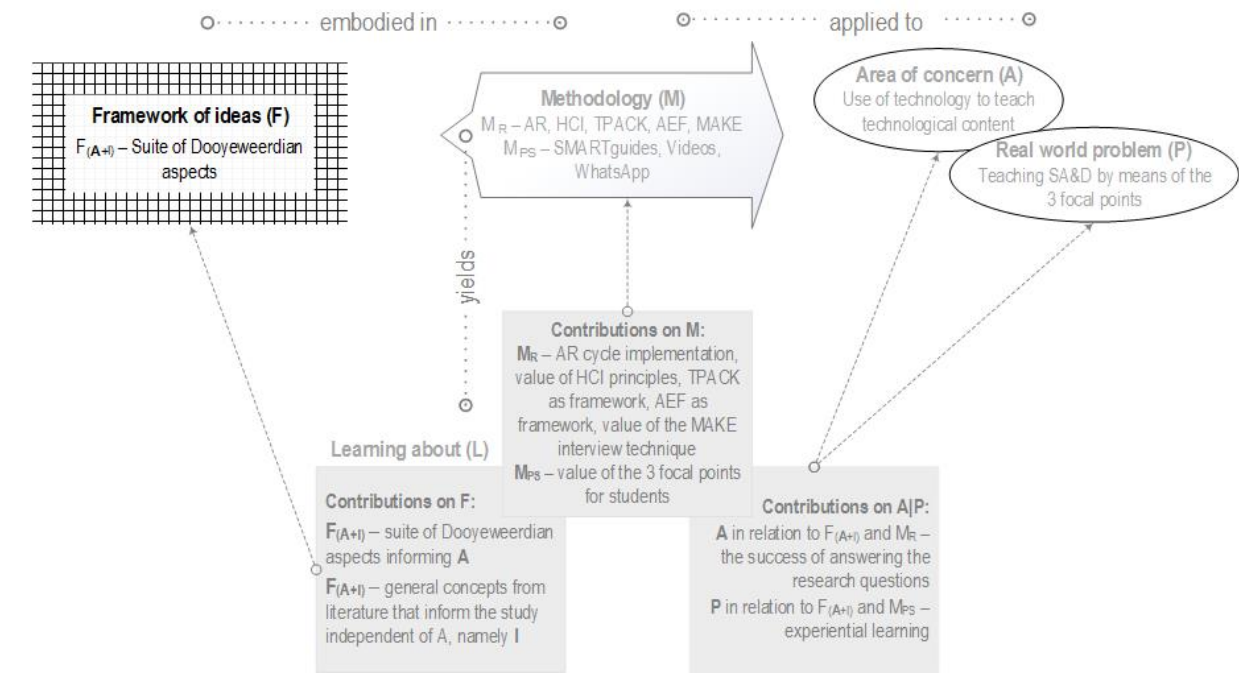 embodied in
applied to
Framework of ideas (F)
F(A+I) – Suite of Dooyeweerdian
aspects
Methodology (M)
M R – AR, HCI, TPACK, AEF, MAKE
M PS – SMARTguides, Videos,
WhatsApp
Area of concern (A)
Use of technology to teach
technological content
Real world problem (P)
Teaching SA&D by means of the
3 focal points
yields
Contributions on M:
MR – AR cycle implementation,
value of HCI principles, TPACK
as framework, AEF as
framework, value of the MAKE
interview technique
MPS – value of the 3 focal points
for students
Learning about (L)
Contributions on F:
F(A+I) – suite of Dooyeweerdian
aspects informing A
F(A+I) – general concepts from
literature that inform the study
independent of A, namely I
Contributions on A|P:
A in relation to F(A+I) and MR –
the success of answering the
research questions
P in relation to F(A+I) and MPS –
experiential learning